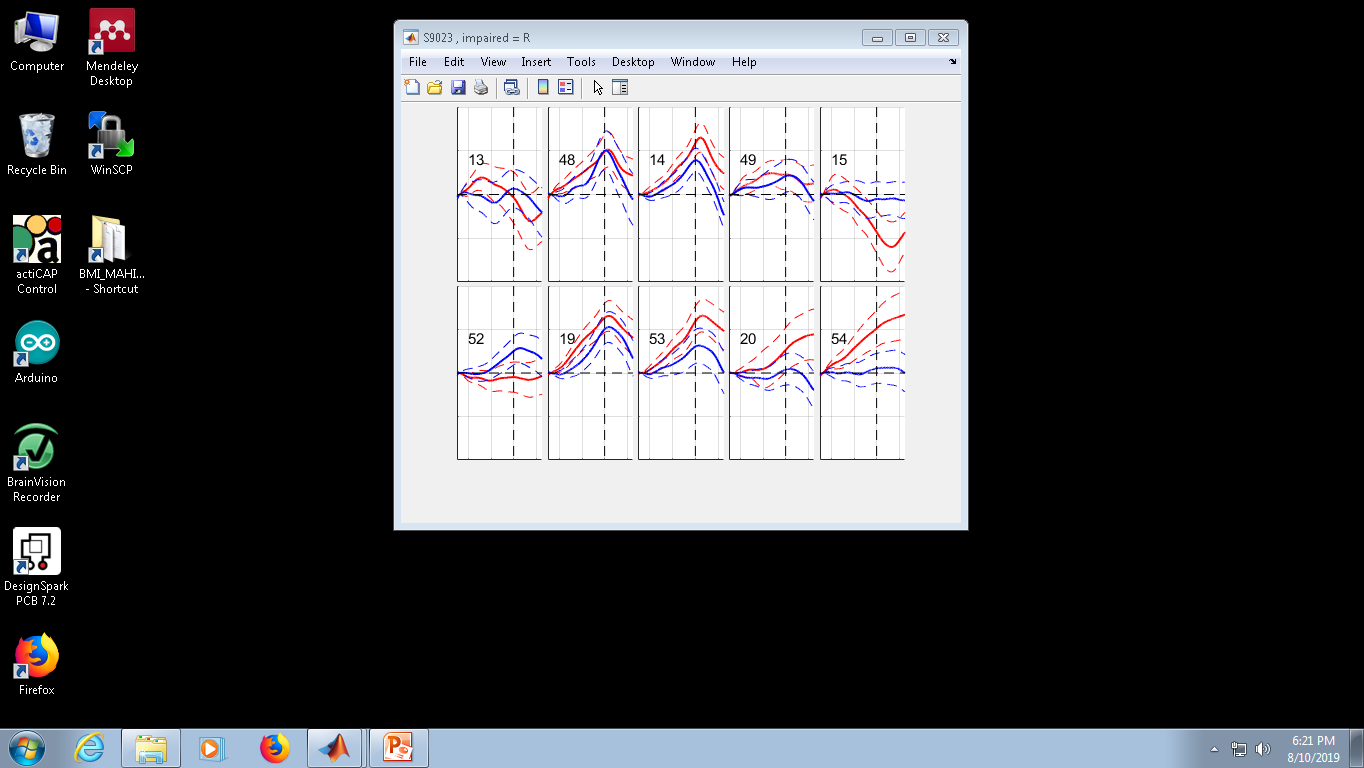 Computer
Mendeley
Desktop
Recycle Bin
WinSCP
actiCAP
Control
BMI_MAHI...
- Shortcut
Arduino
BrainVision
Recorder
DesignSpark
PCB 7.2
Firefox
S9023 , impaired = R
File Edit View Insert Tools Desktop Window Help
13 48 14 49 15
52 19 53 20 54
6:21 PM
8/10/2019